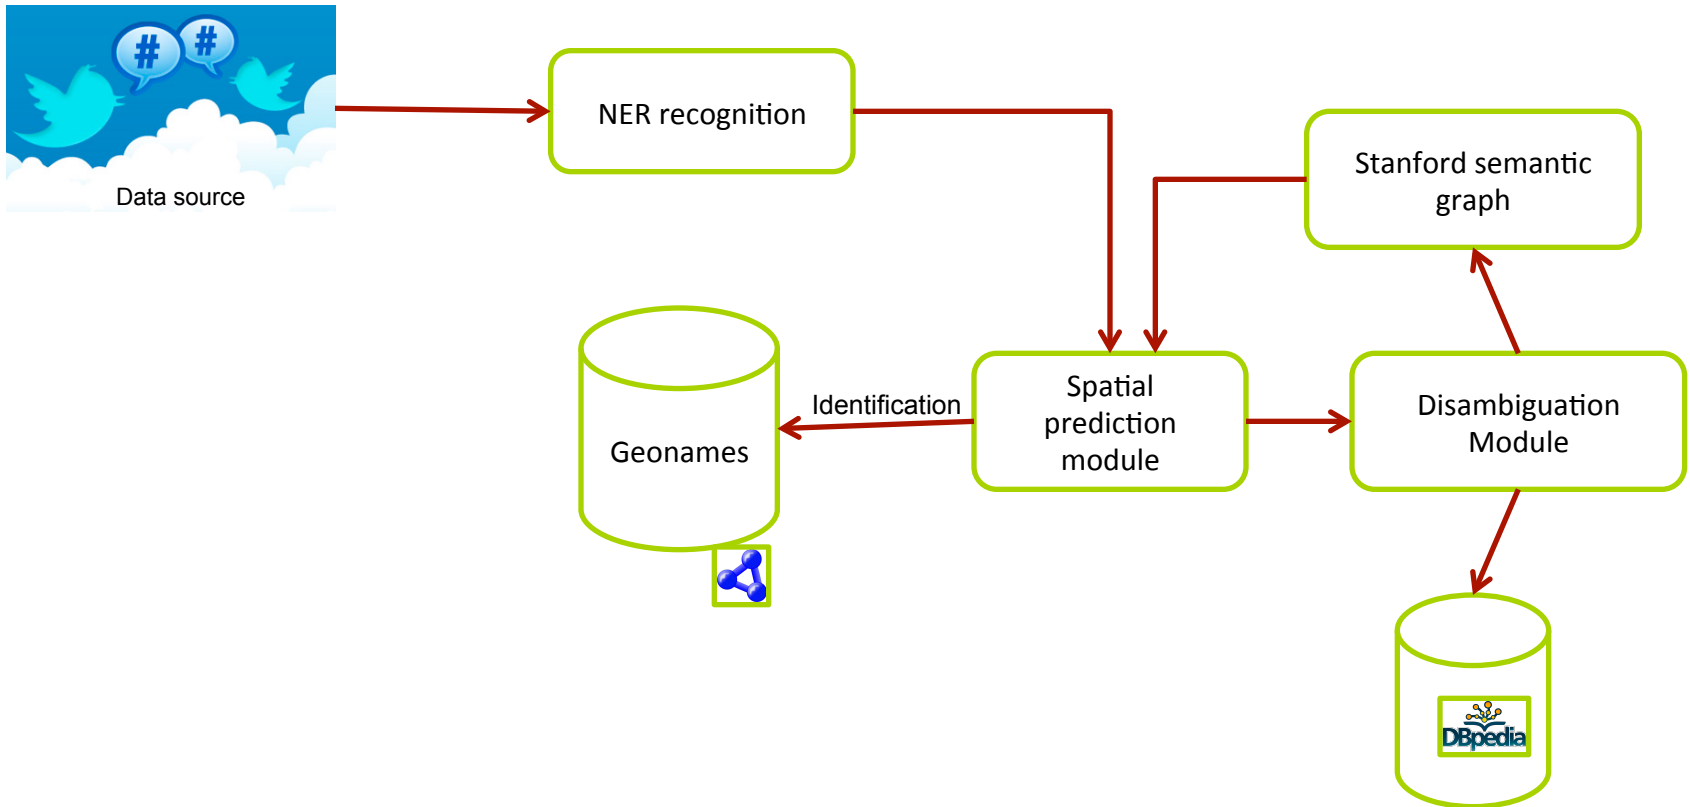 # #
Data source
NER recognition
Stanford semantic
graph
Identification
Geonames
Spatial
prediction
module
Disambiguation
Module
DBpedia